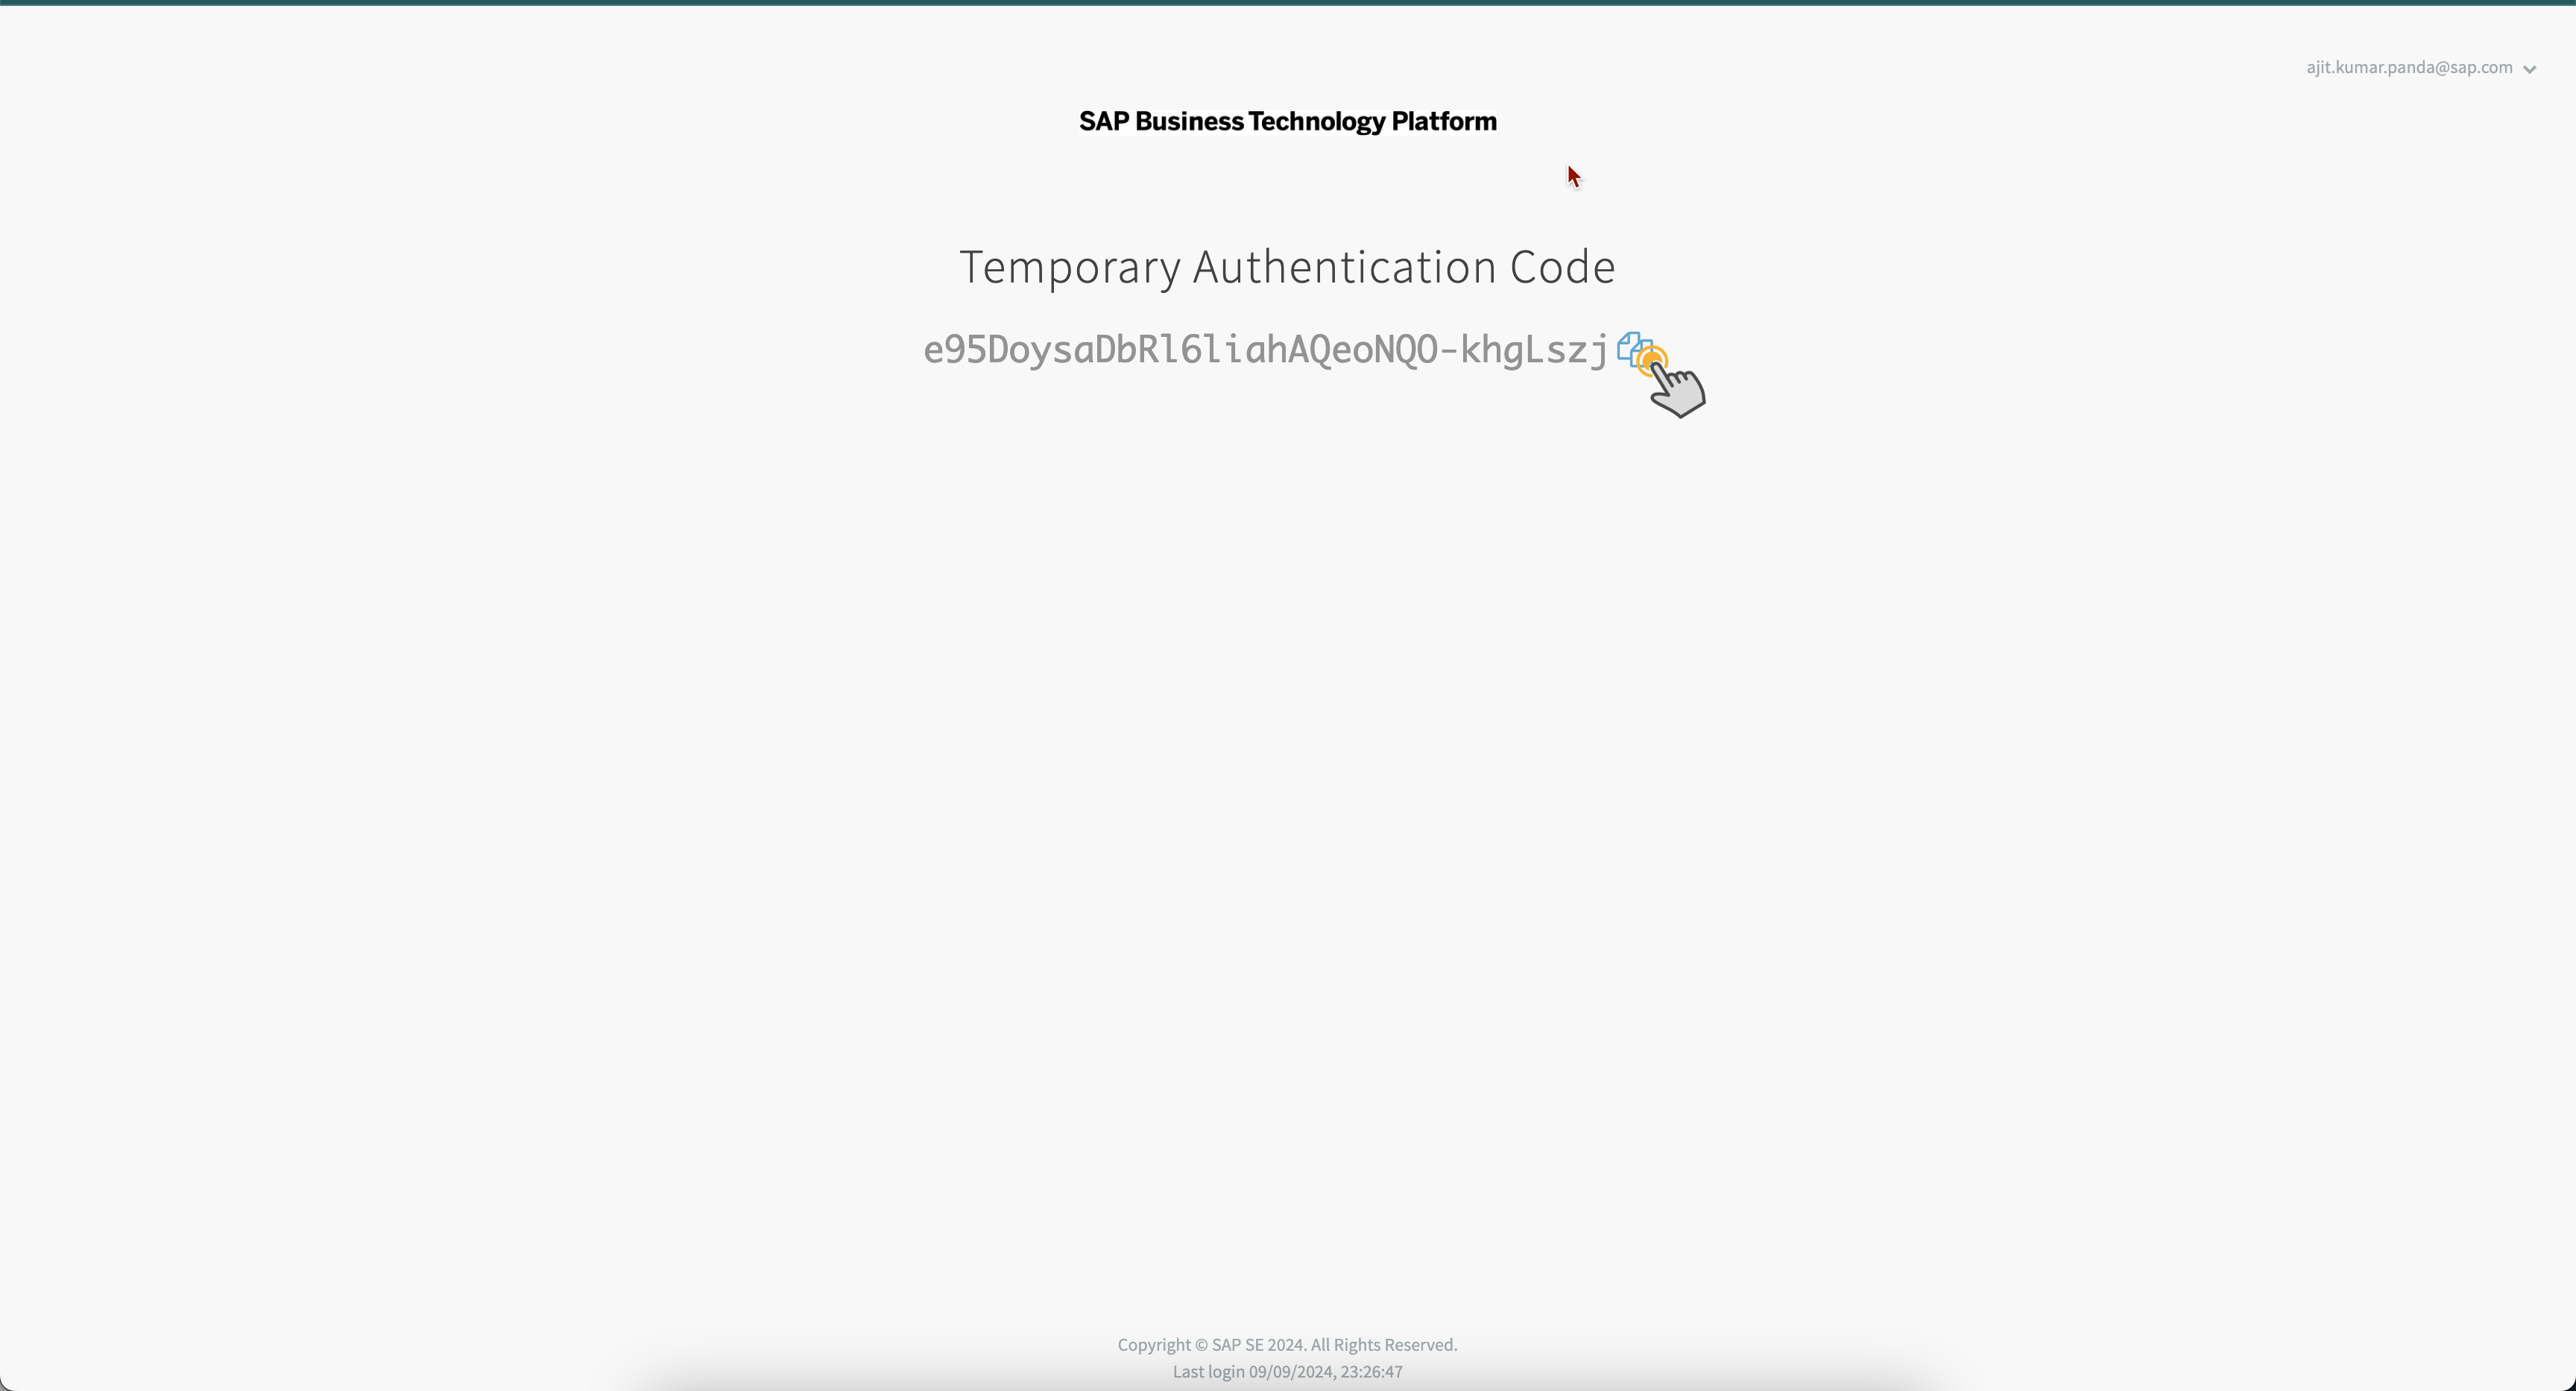 ajit.kumar.panda@sap.com
SAP Business Technology Platform
Temporary Authentication Code
e95DoysaDbRl6liahAQeoNQO-khgLszj
Copyright © SAP SE 2024. All Rights Reserved.
Last login 09/09/2024, 23:26:47